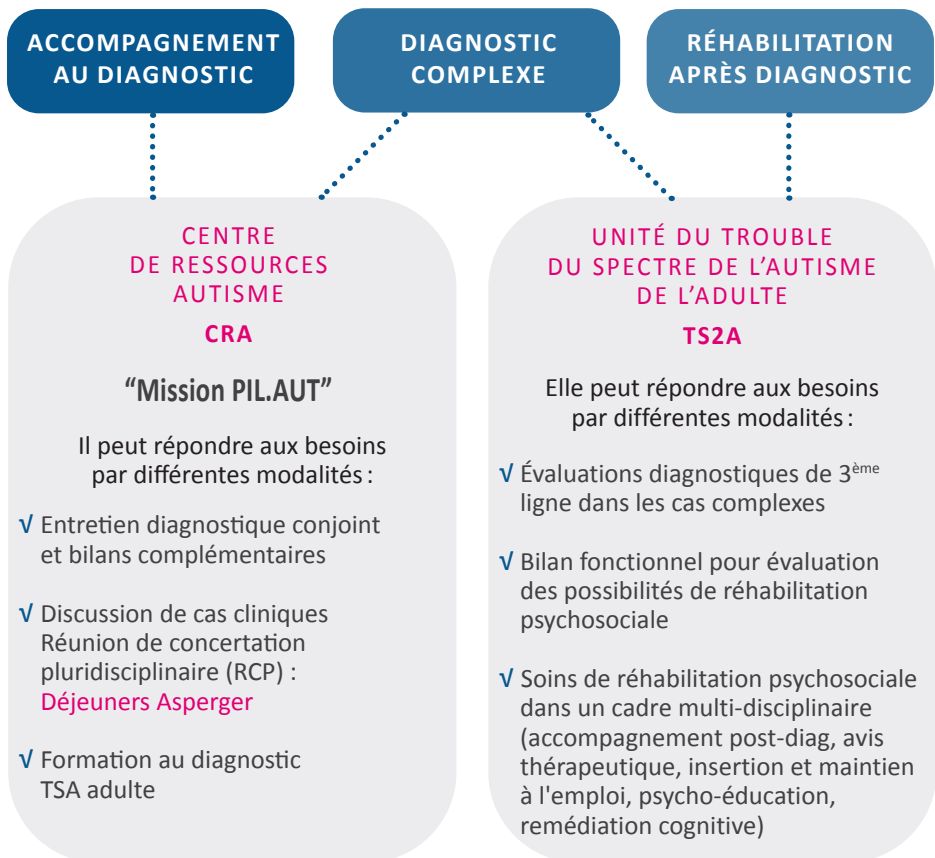 ACCOMPAGNEMENT
AU DIAGNOSTIC
DIAGNOSTIC
COMPLEXE
RÉHABILITATION
APRÈS DIAGNOSTIC
CENTRE
DE RESSOURCES
AUTISME
CRA
“Mission PIL.AUT”
Il peut répondre aux besoins
par différentes modalités :
√ Entretien diagnostique conjoint
et bilans complémentaires
√ Discussion de cas cliniques
Réunion de concertation
pluridisciplinaire (RCP) :
Déjeuners Asperger
√ Formation au diagnostic
TSA adulte
UNITÉ DU TROUBLE
DU SPECTRE DE L’AUTISME
DE L’ADULTE
TS2A
Elle peut répondre aux besoins
par différentes modalités :
√ Évaluations diagnostiques de 3ème
ligne dans les cas complexes
√ Bilan fonctionnel pour évaluation
des possibilités de réhabilitation
psychosociale
√ Soins de réhabilitation psychosociale
dans un cadre multi-disciplinaire
(accompagnement post-diag, avis
thérapeutique, insertion et maintien
à l'emploi, psycho-éducation,
remédiation cognitive)